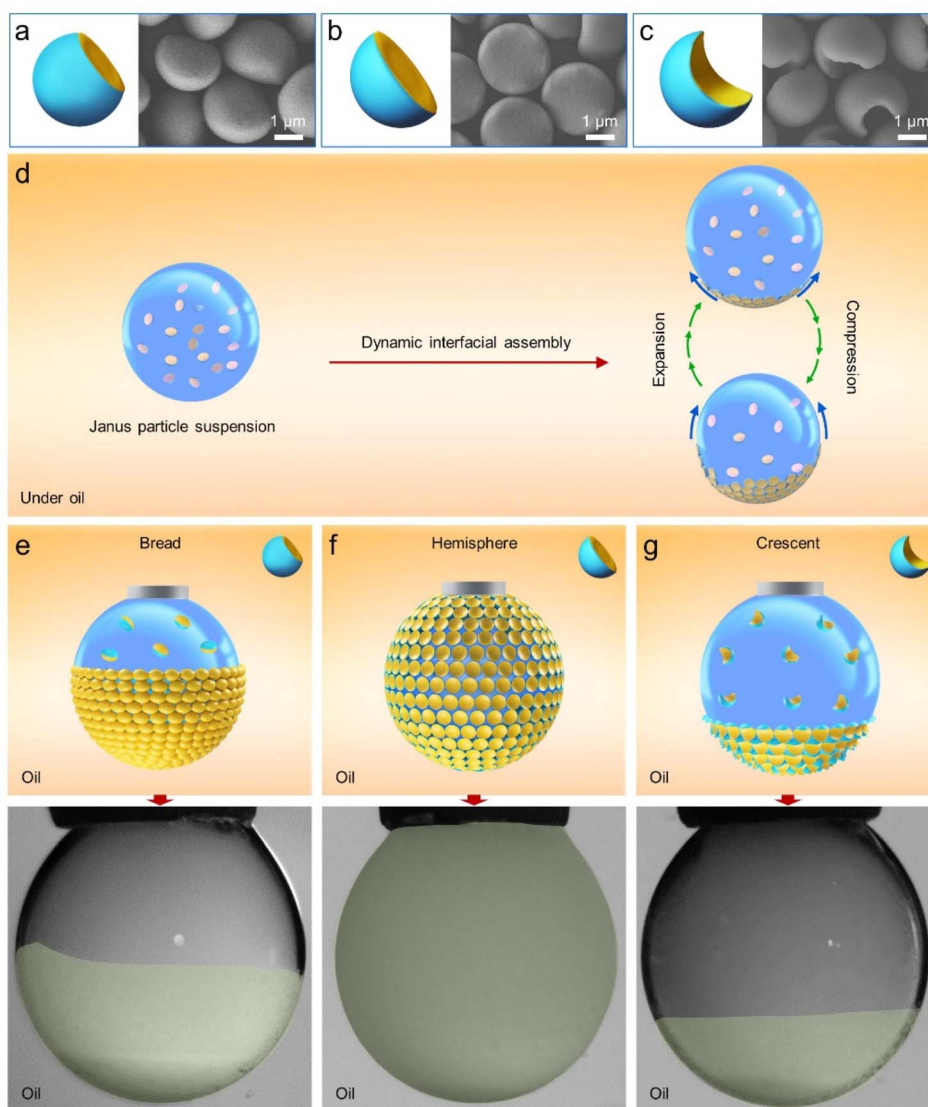 a
1 μm
b
1 μm
c
1 μm
d
Dynamic interfacial assembly
Janus particle suspension
Expansion
Compression
Under oil
e
Bread
Oil
f
Hemisphere
Oil
g
Crescent
Oil
Oil
Oil
Oil